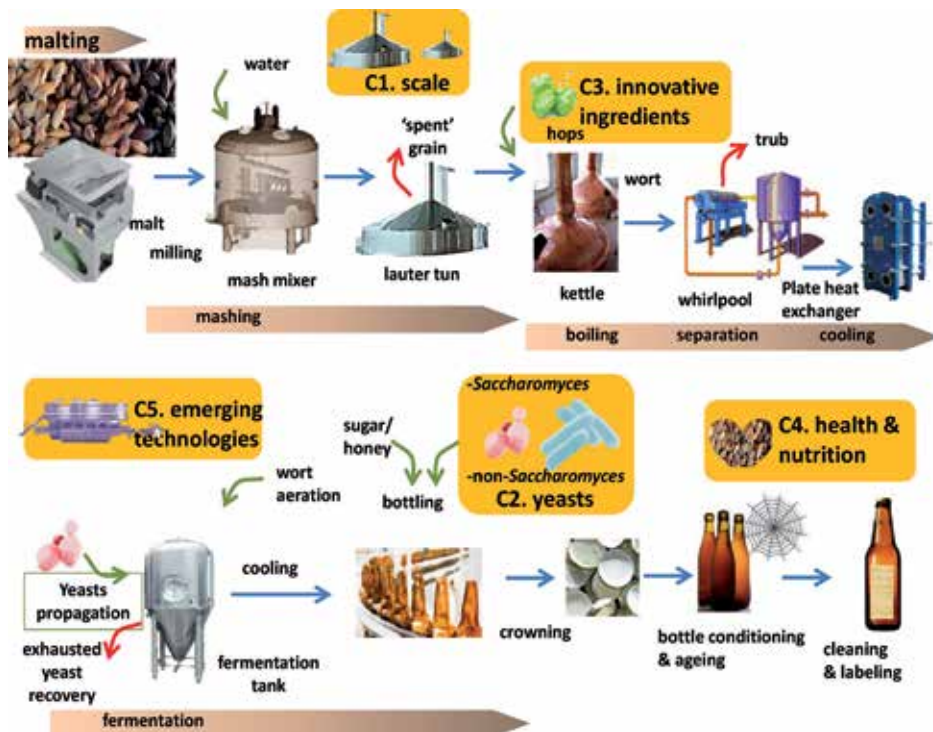 malting
water
C1. scale
C3. innovative
ingredients
hops
'spent'
grain
trub
wort
malt
milling
mash mixer
lauter tun
kettle
whirlpool
Plate heat
exchanger
mashing
boiling
separation
cooling
C5. emerging
technologies
-Saccharomyces
-non-Saccharomyces
C2. yeasts
C4. health &
nutrition
sugar/
honey
wort
aeration
bottling
cooling
Yeasts
propagation
exhausted
yeast
recovery
fermentation
tank
crowning
bottle conditioning
& ageing
cleaning
& labeling
fermentation